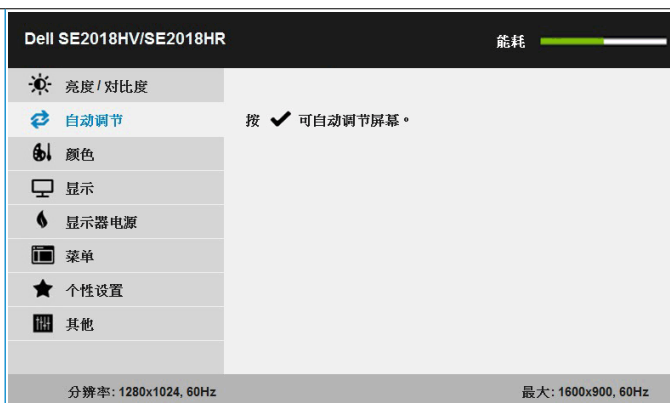 Dell SE2018HV/SE2018HR 能耗
亮度 / 对比度
自动调节 按 ✔ 可自动调节屏幕。
颜色
显示
显示器电源
菜单
个性设置
其他
分辨率: 1280x1024, 60Hz 最大: 1600x900, 60Hz